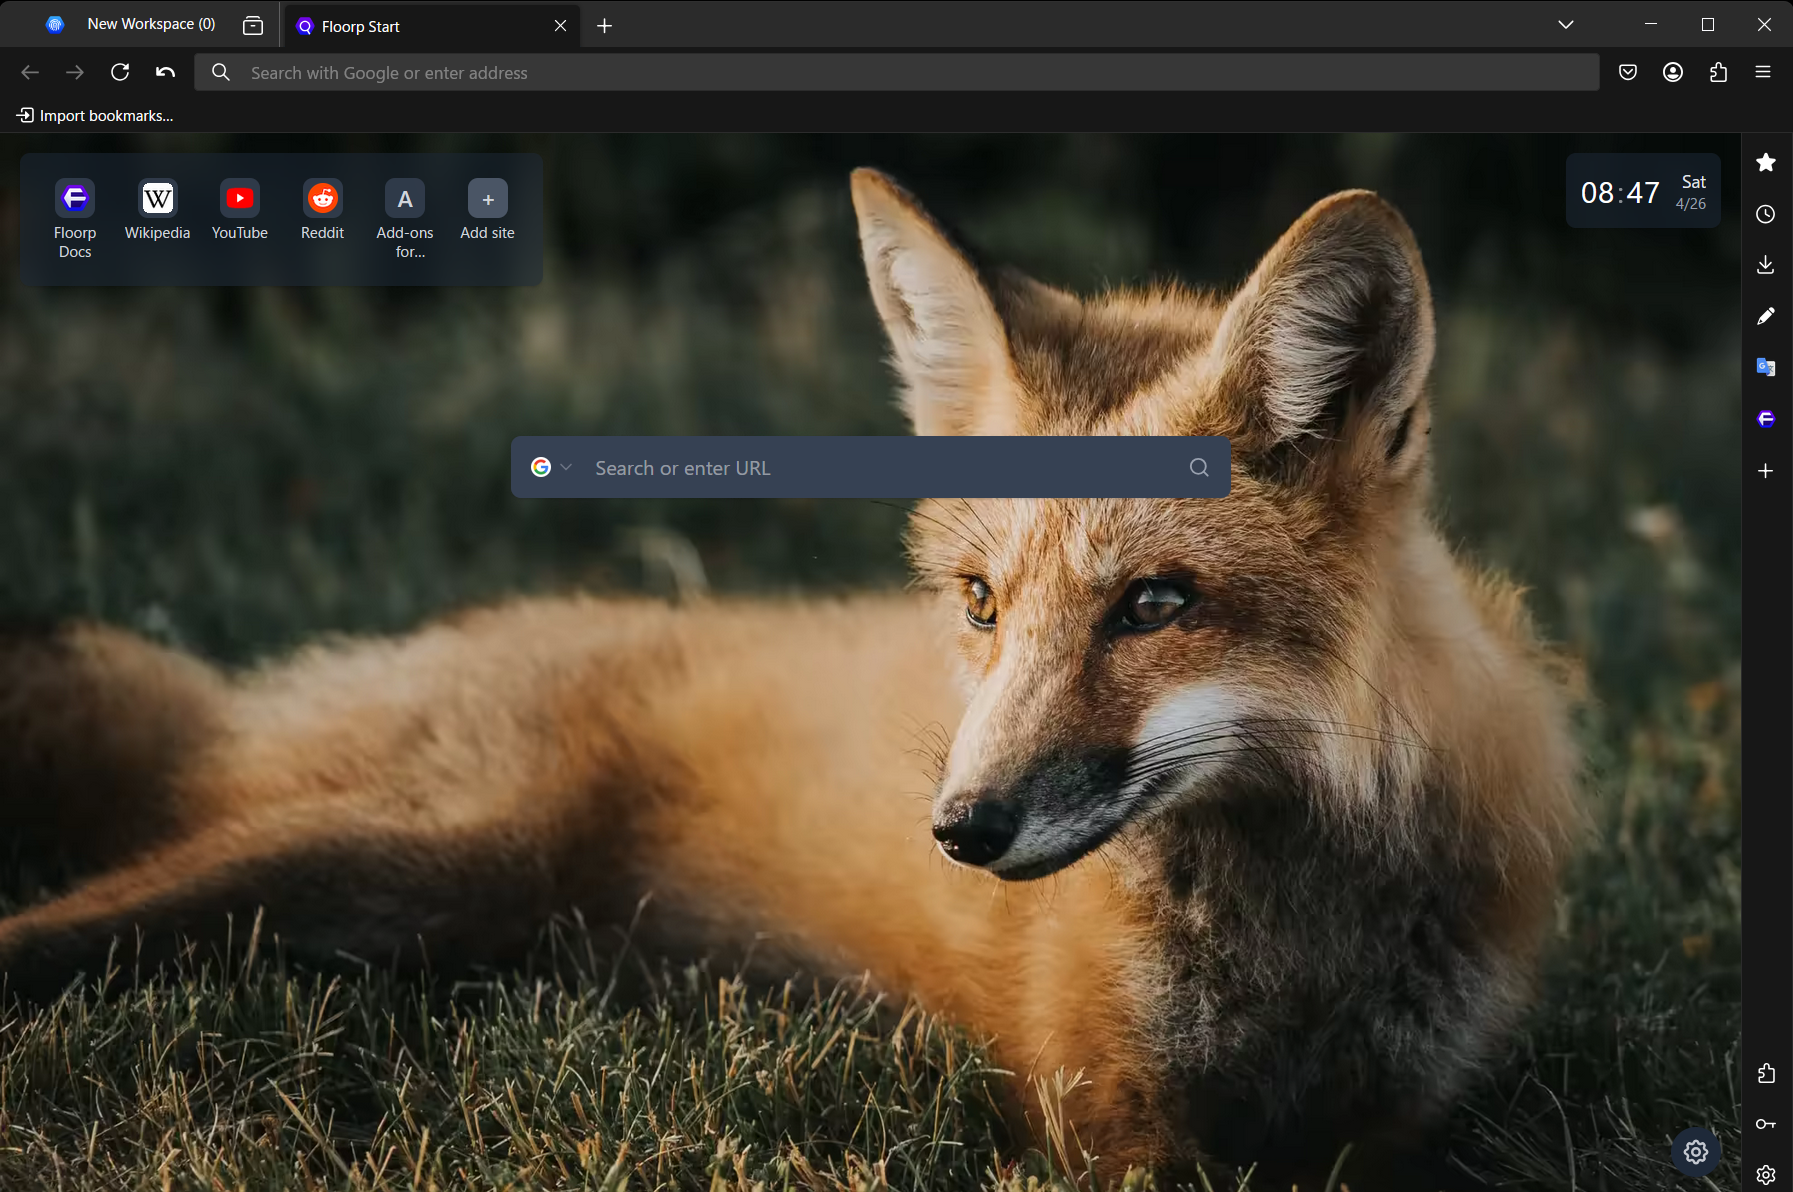 New Workspace (0)
Floorp Start
Search with Google or enter address
Import bookmarks...
Floorp
Docs
Wikipedia
YouTube
Reddit
A
Add-ons
for...
+
Add site
W
08:47
Sat
4/26
G
Search or enter URL